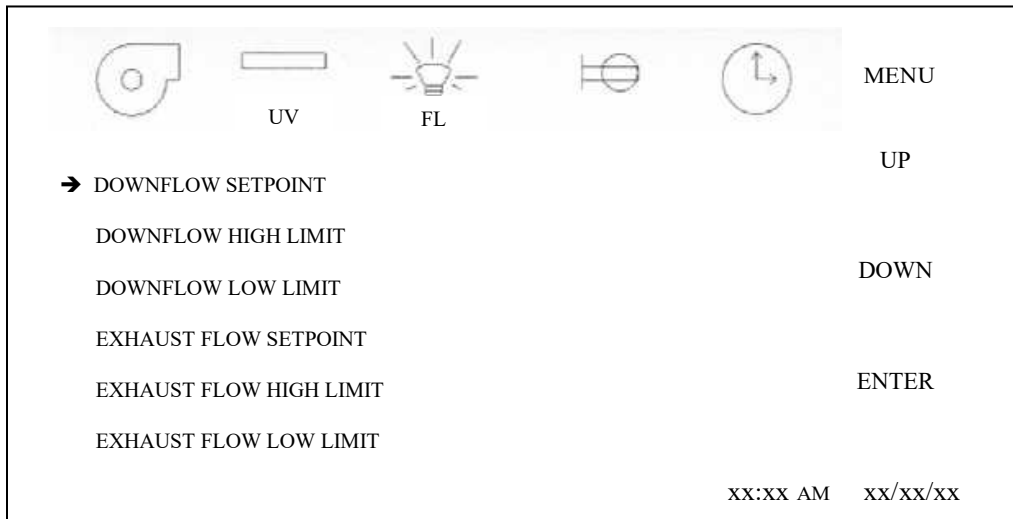 MENU
UV
FL
UP
➔ DOWNFLOW SETPOINT
DOWNFLOW HIGH LIMIT
DOWNFLOW LOW LIMIT
DOWN
EXHAUST FLOW SETPOINT
EXHAUST FLOW HIGH LIMIT
ENTER
EXHAUST FLOW LOW LIMIT
xx:xx AM xx/xx/xx